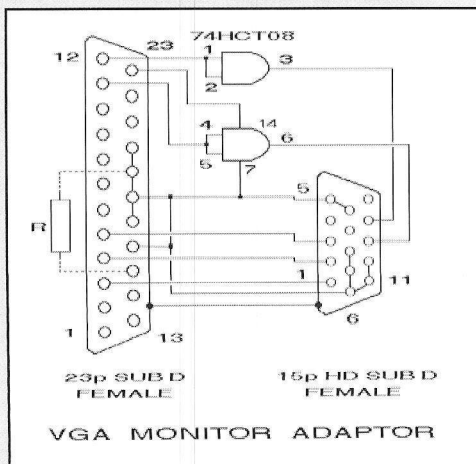 74HCT08
12
23
1
3
2
4
14
6
5
7
5
R
1
11
6
1
13
23p SUB D
FEMALE
15p HD SUB D
FEMALE
VGA MONITOR ADAPTOR